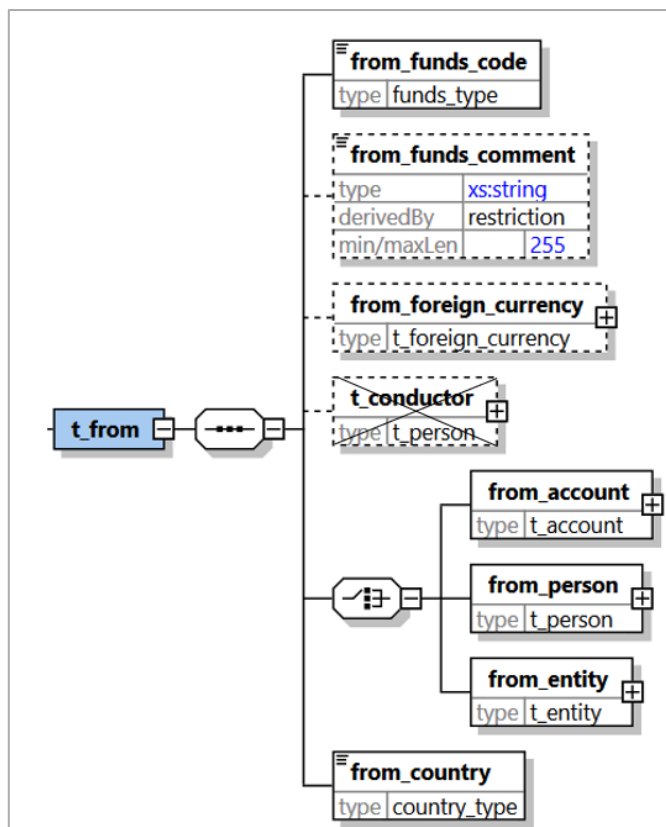 from_funds_code
type funds_type
from_funds_comment
type xs:string
derivedBy restriction
min/maxLen 255
from_foreign_currency
type t_foreign_currency
t_conductor
type t_person
t_from
from_account
type t_account
from_person
type t_person
from_entity
type t_entity
from_country
type country_type